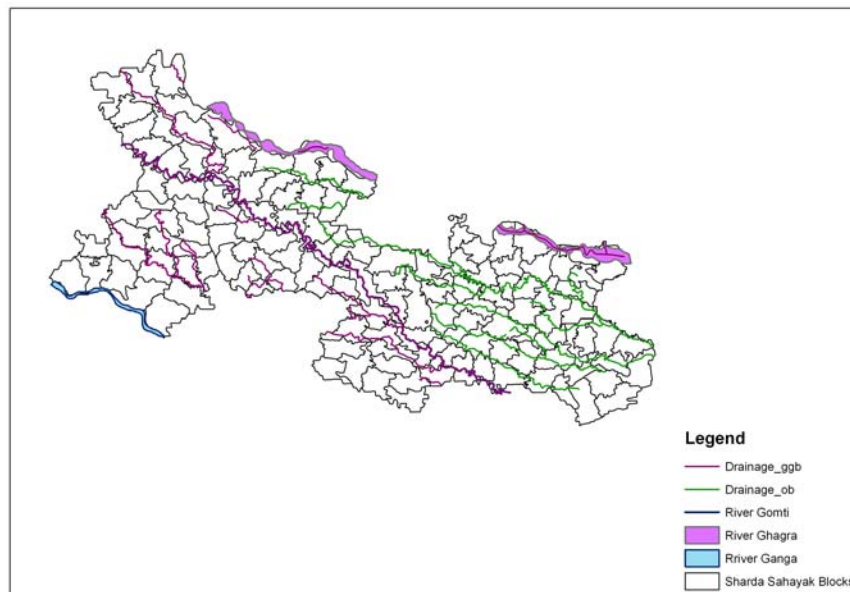 Legend
Drainage_ggb
Drainage_ob
River Gomti
River Ghagra
Rriver Ganga
Sharda Sahayak Blocks